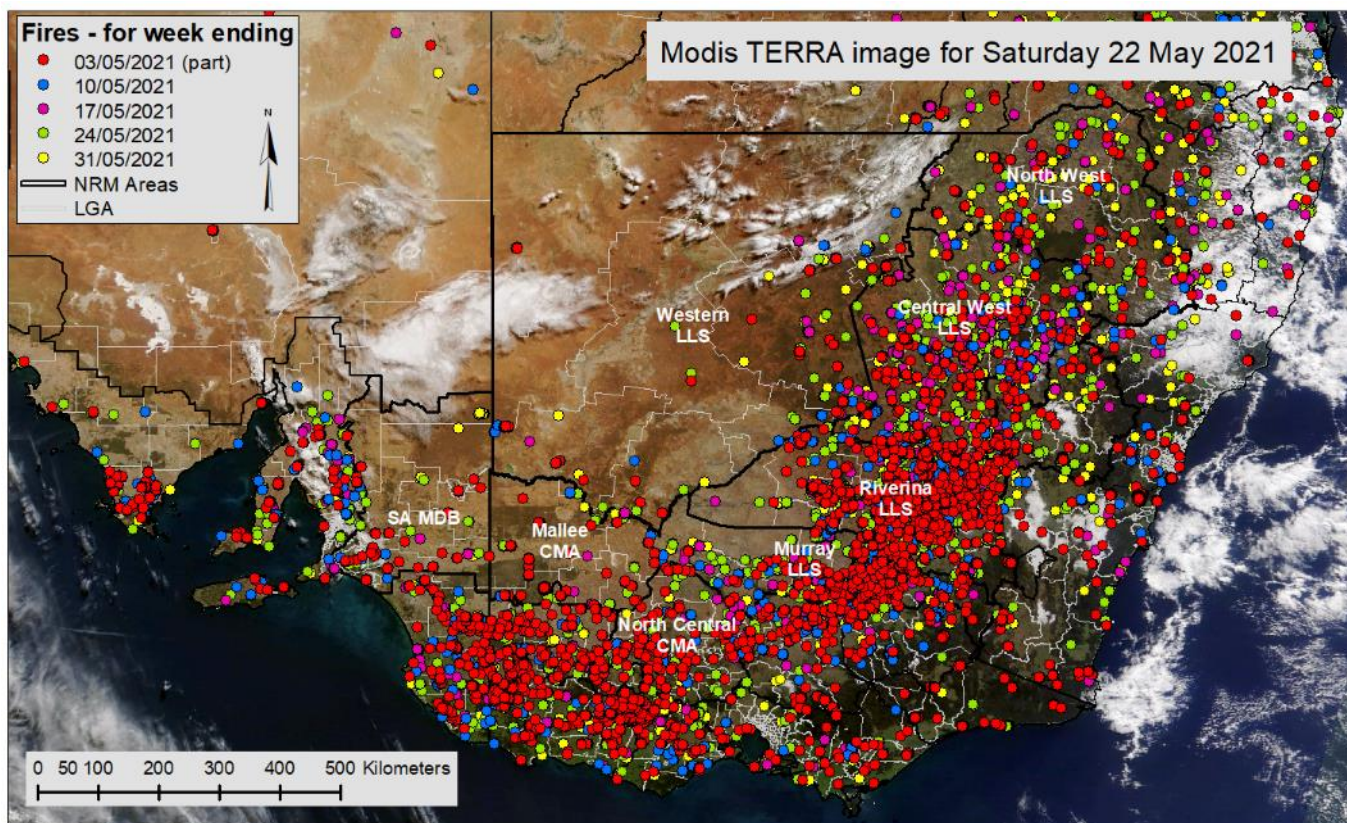 Fires - for week ending
03/05/2021 (part)
10/05/2021
17/05/2021
24/05/2021
31/05/2021
NRM Areas
LGA
N
Modis TERRA image for Saturday 22 May 2021
North West
LLS
Western
LLS
Central West
LLS
Riverina
LLS
SA MDB
Mallee
CMA
Murray
LLS
North Central
CMA
0 50 100 200 300 400 500 Kilometers